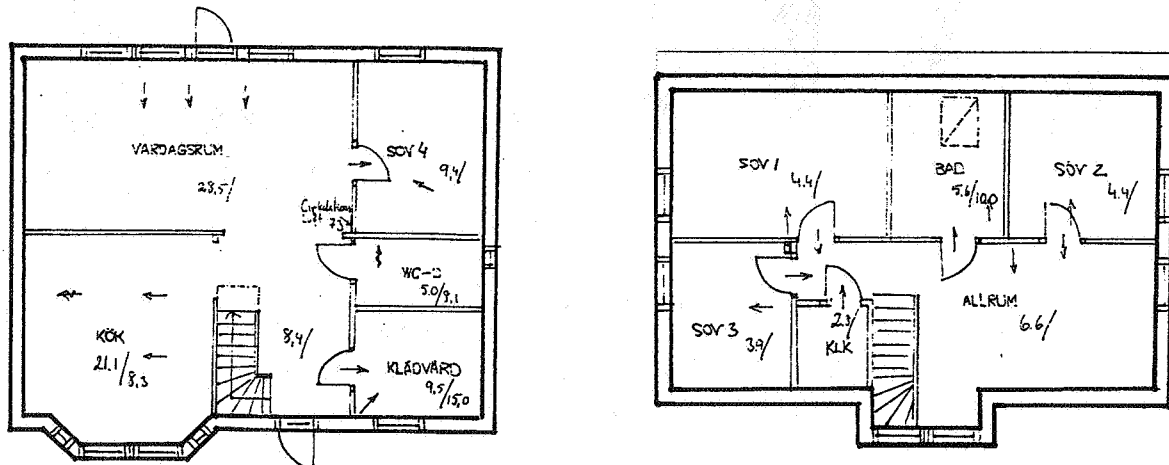 VARDAGSRUM
28,5/
SOV 4
9,4/
73
WC-D
5.0/8,1
KÖK
21,1/8,3
8,4/
KLÄDVÅRD
9,5/15,0
SOV 1
4.4/
BAD
5.6/10,0
SOV 2
4.4/
SOV 3
3.9/
2.3/
KLK
ALLRUM
6.6/